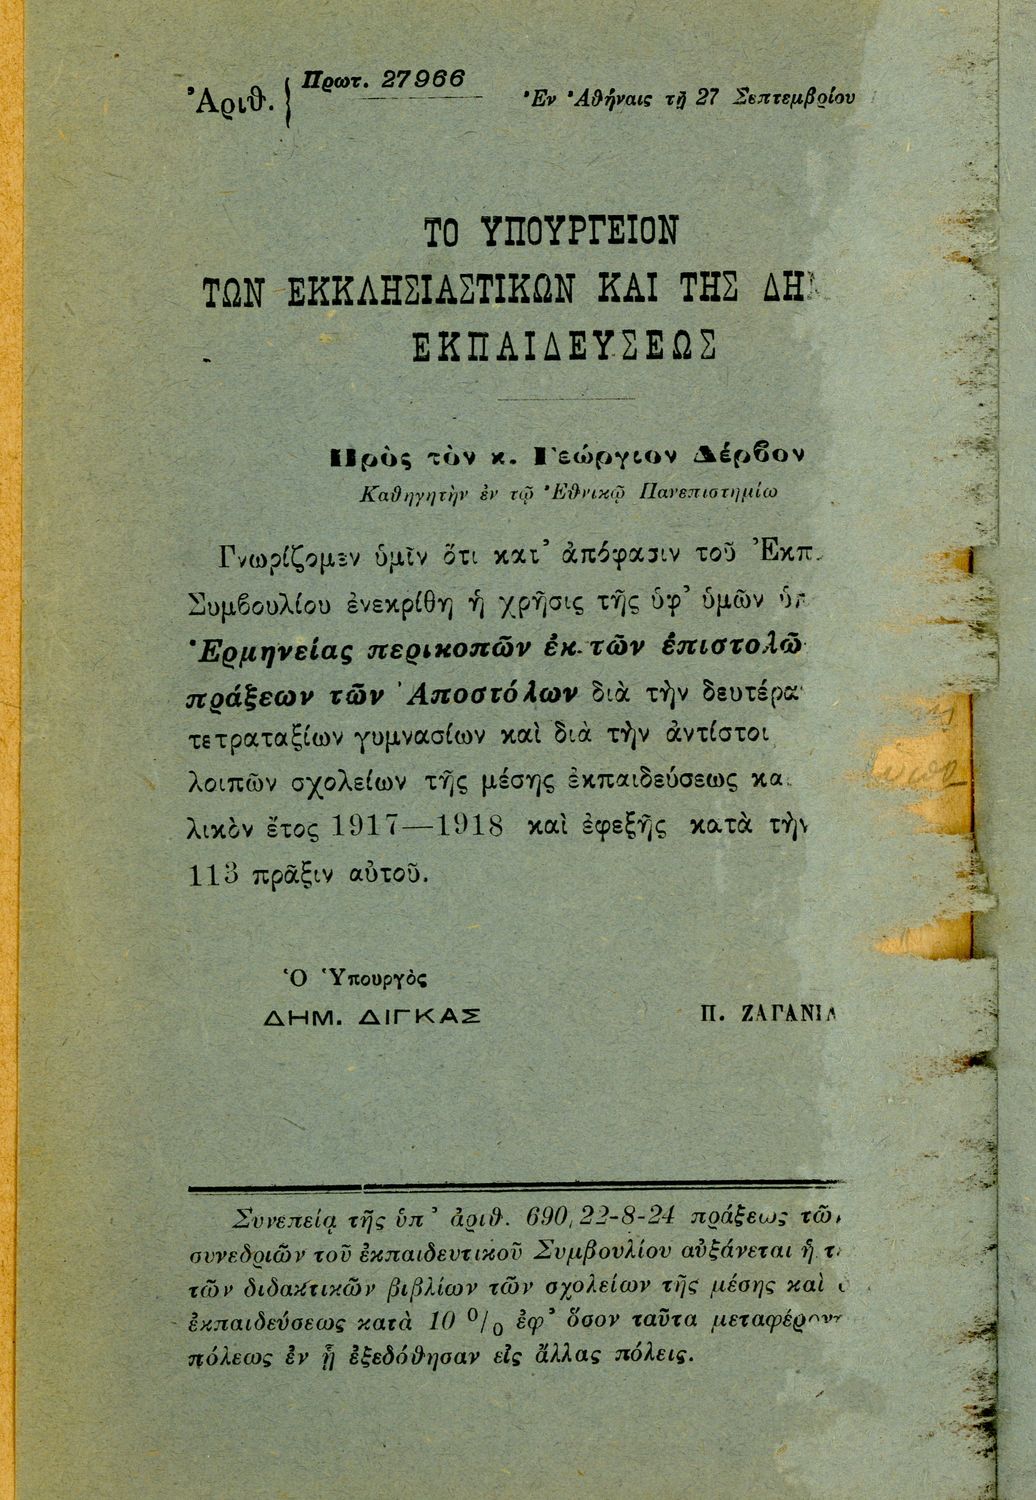 Ἀριθ. { Πρωτ. 27966
Ἐν Ἀθήναις τῇ 27 Σεπτεμβρίου
ΤΟ ΥΠΟΥΡΓΕΙΟΝ
ΤΩΝ ΕΚΚΛΗΣΙΑΣΤΙΚΩΝ ΚΑΙ ΤΗΣ ΔΗ
ΕΚΠΑΙΔΕΥΣΕΩΣ
Πρὸς τὸν κ. Γεώργιον Δέρβον
Καθηγητὴν ἐν τῷ Ἐθνικῷ Πανεπιστημίω
Γνωρίζομεν ὑμῖν ὅτι κατ’ ἀπόφασιν τοῦ Ἐκπ.
Συμβουλίου ἐνεκρίθη ἡ χρῆσις τῆς ὑφ’ ὑμῶν
Ἑρμηνείας περικοπῶν ἐκ τῶν ἐπιστολῶ
πράξεων τῶν Ἀποστόλων διὰ τὴν δευτέρα
τετραταξίων γυμνασίων καὶ διὰ τὴν ἀντίστοι
λοιπῶν σχολείων τῆς μέσης ἐκπαιδεύσεως κα
λικὸν ἔτος 1917—1918 καὶ ἐφεξῆς κατὰ τὴν
113 πρᾶξιν αὐτοῦ.
Ὁ Ὑπουργὸς
ΔΗΜ. ΔΙΓΚΑΣ
Π. ΖΑΓΑΝΙΑ
Συνεπείᾳ τῆς ὑπ’ ἀριθ. 690, 22-8-24 πράξεως τῶν
συνεδριῶν τοῦ ἐκπαιδευτικοῦ Συμβουλίου αὐξάνεται ἡ τ
τῶν διδακτικῶν βιβλίων τῶν σχολείων τῆς μέσης καὶ
ἐκπαιδεύσεως κατὰ 10 % ἐφ’ ὅσον ταῦτα μεταφέρουν
πόλεως ἐν ᾗ ἐξεδόθησαν εἰς ἄλλας πόλεις.